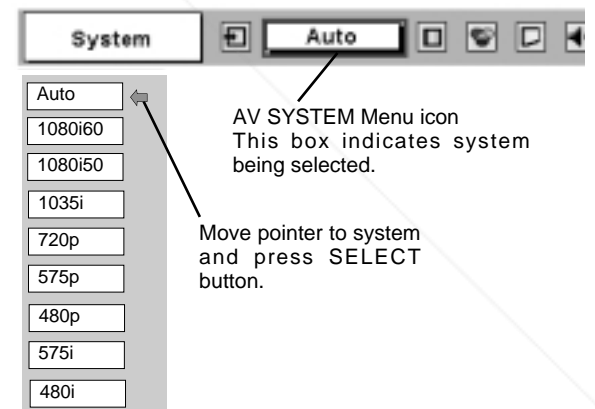 System
Auto
Auto
1080i60
1080i50
1035i
720p
575p
480p
575i
480i
AV SYSTEM Menu icon
This box indicates system
being selected.
Move pointer to system
and press SELECT
button.